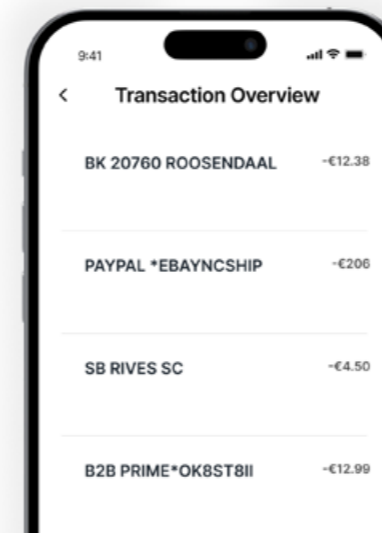 9:41
Transaction Overview
BK 20760 ROOSENDAAL -€12.38
PAYPAL *EBAYNCSHIP -€206
SB RIVES SC -€4.50
B2B PRIME*OK8ST8II -€12.99